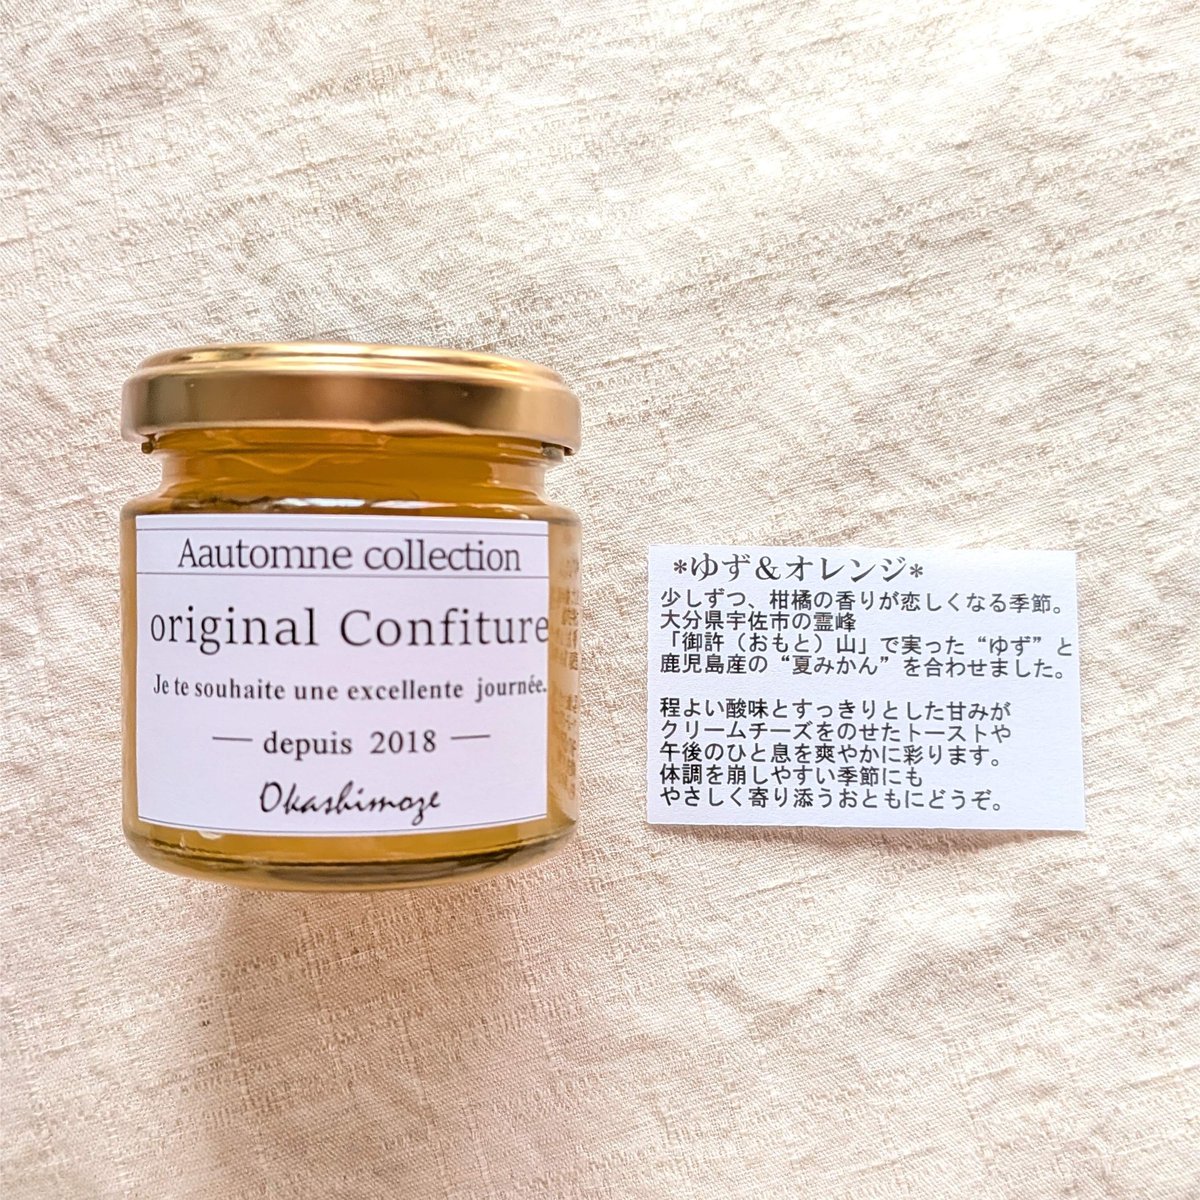 Aautomne collection
original Confiture
Je te souhaite une excellente journée.
depuis 2018
Okashimoze
*ゆず＆オレンジ*
少しずつ、柑橘の香りが恋しくなる季節。
大分県宇佐市の霊峰
「御許（おもと）山」で実った“ゆず”と
鹿児島産の“夏みかん”を合わせました。
程よい酸味とすっきりとした甘みが
クリームチーズをのせたトーストや
午後のひと息を爽やかに彩ります。
体調を崩しやすい季節にも
やさしく寄り添うおともにどうぞ。